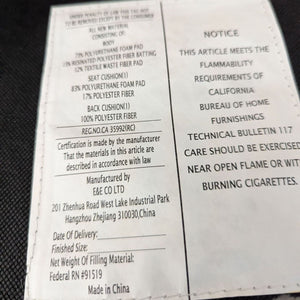 UNDER PENALTY OF LAW THIS TAG NOT
TO BE REMOVED EXCEPT BY THE CONSUMER
ALL NEW MATERIAL
CONSISTING OF:
BODY
75% POLYURETHANE FOAM PAD
13% RESINATED POLYESTER FIBER BATTING
12% TEXTILE WASTE FIBER PAD
SEAT CUSHION(1)
83% POLYURETHANE FOAM PAD
17% POLYESTER FIBER
BACK CUSHION(1)
100% POLYESTER FIBER
REG.NO.CA 35992(RC)
Certification is made by the manufacturer
That the materials in this article are
described in accordance with law
Manufactured by
E&E CO LTD
201 Zhenhua Road West Lake Industrial Park
Hangzhou Zhejiang 310030,China
Date Of Delivery:
Finished Size:
Net Weight Of Filling Material:
Federal RN #91519
Made in China
NOTICE
THIS ARTICLE MEETS THE
FLAMMABILITY
REQUIREMENTS OF
CALIFORNIA
BUREAU OF HOME
FURNISHINGS
TECHNICAL BULLETIN 117
CARE SHOULD BE EXERCISED
NEAR OPEN FLAME OR WIT
BURNING CIGARETTES.